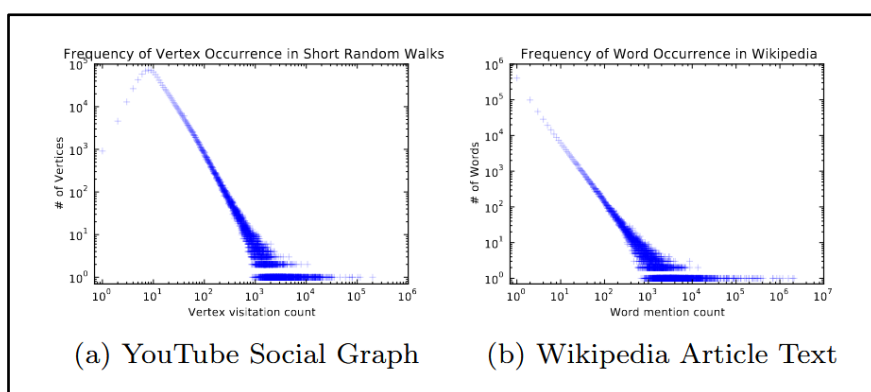 Frequency of Vertex Occurrence in Short Random Walks
10^5
10^4
10^3
10^2
10^1
10^0
# of Vertices
10^0 10^1 10^2 10^3 10^4 10^5 10^6
Vertex visitation count
(a) YouTube Social Graph
Frequency of Word Occurrence in Wikipedia
10^6
10^5
10^4
10^3
10^2
10^1
10^0
# of Words
10^0 10^1 10^2 10^3 10^4 10^5 10^6 10^7
Word mention count
(b) Wikipedia Article Text